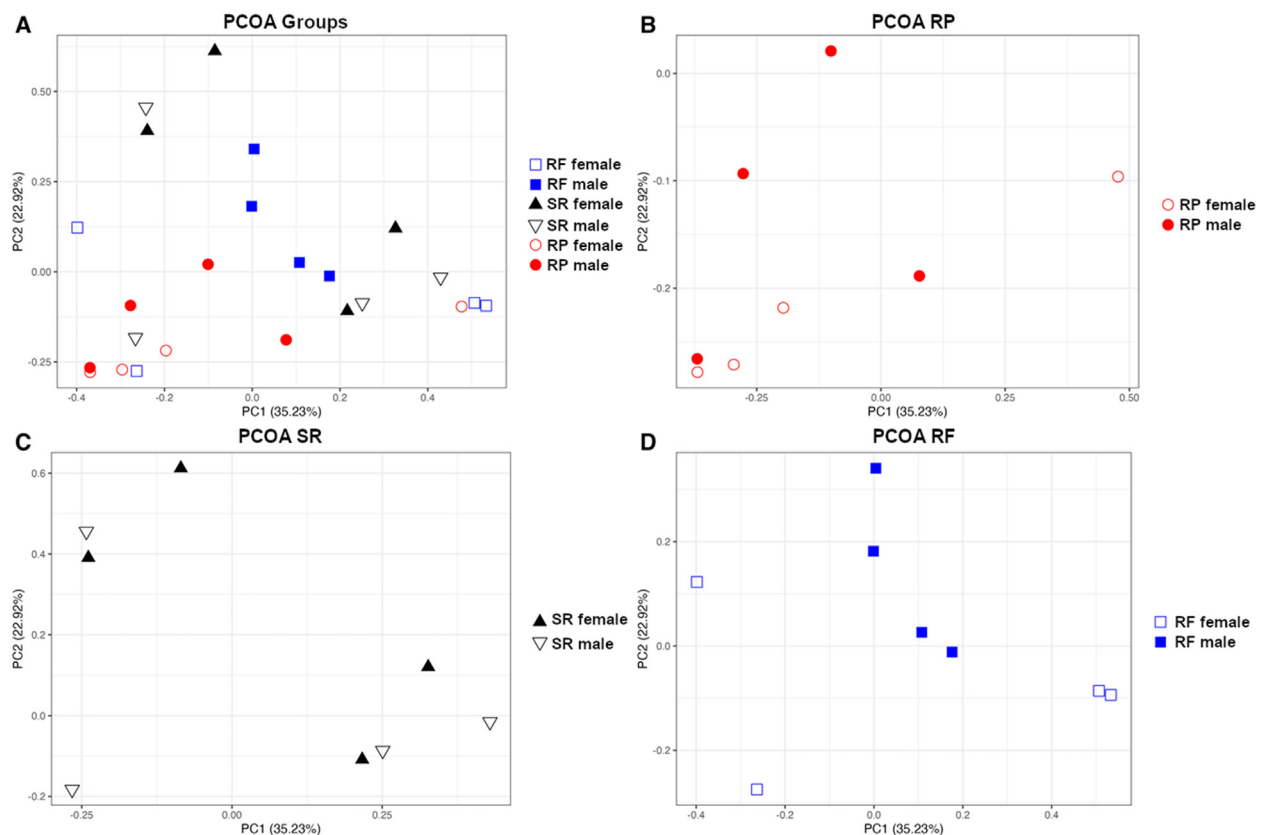 A
PCOA Groups
0.50
0.25
0.00
-0.25
-0.4
-0.2
0.0
0.2
0.4
PC1 (35.23%)
PC2 (22.92%)
RF female
RF male
SR female
SR male
RP female
RP male
B
PCOA RP
0.0
-0.1
-0.2
-0.25
0.00
0.25
0.50
PC1 (35.23%)
PC2 (22.92%)
RP female
RP male
C
PCOA SR
0.6
0.4
0.2
0.0
-0.2
-0.25
0.00
0.25
PC1 (35.23%)
PC2 (22.92%)
SR female
SR male
D
PCOA RF
0.2
0.0
-0.2
-0.4
-0.2
0.0
0.2
0.4
PC1 (35.23%)
PC2 (22.92%)
RF female
RF male